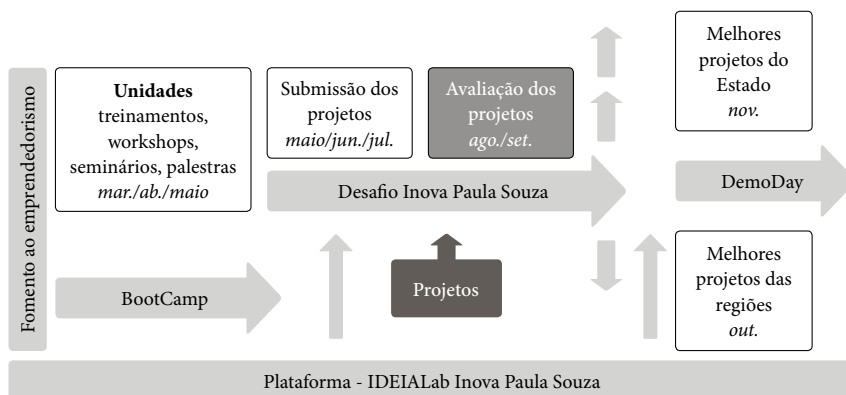 Fomento ao emprendedorismo
Unidades
treinamentos,
workshops,
seminários, palestras
mar./ab./maio
Submissão dos
projetos
maio/jun./jul.
Avaliação dos
projetos
ago./set.
Melhores
projetos do
Estado
nov.
Desafio Inova Paula Souza
DemoDay
BootCamp
Projetos
Melhores
projetos das
regiões
out.
Plataforma - IDEIALab Inova Paula Souza